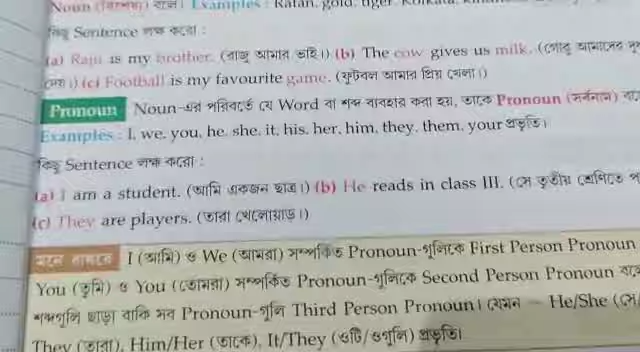 Noun (বিশেষ্য) বলে। Examples : Ratan, gold, tiger, Kolkata,
কিছু Sentence লক্ষ করো :
(a) Raju is my brother. (রাজু আমার ভাই।) (b) The cow gives us milk. (গোরু আমাদের দুধ
দেয়।) (c) Football is my favourite game. (ফুটবল আমার প্রিয় খেলা।)
Pronoun Noun-এর পরিবর্তে যে Word বা শব্দ ব্যবহার করা হয়, তাকে Pronoun (সর্বনাম) বলে
Examples : I, we, you, he, she, it, his, her, him, they, them, your প্রভৃতি।
কিছু Sentence লক্ষ করো :
(a) I am a student. (আমি একজন ছাত্র।) (b) He reads in class III. (সে তৃতীয় শ্রেণিতে প
(c) They are players. (তারা খেলোয়াড়।)
মনে রাখবে I (আমি) ও We (আমরা) সম্পর্কিত Pronoun-গুলিকে First Person Pronoun
You (তুমি) ও You (তোমরা) সম্পর্কিত Pronoun-গুলিকে Second Person Pronoun বলে
শব্দগুলি ছাড়া বাকি সব Pronoun-গুলি Third Person Pronoun। যেমন — He/She (সে/
They (তারা), Him/Her (তাকে), It/They (ওটি/ওগুলি) প্রভৃতি।